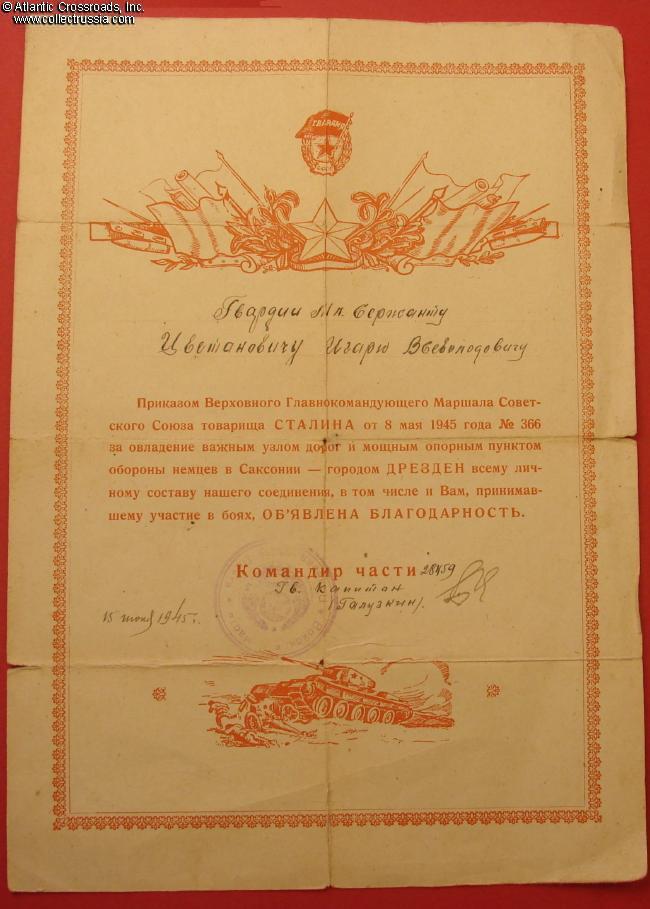 © Atlantic Crossroads, Inc.
www.collectrussia.com
ГВАРДИЯ
Гвардии Мл. Сержанту
Цветановичу Игарю Всеволодовичу
Приказом Верховного Главнокомандующего Маршала Совет-
ского Союза товарища СТАЛИНА от 8 мая 1945 года № 366
за овладение важным узлом дорог и мощным опорным пунктом
обороны немцев в Саксонии — городом ДРЕЗДЕН всему лич-
ному составу нашего соединения, в том числе и Вам, принимав-
шему участие в боях, ОБ'ЯВЛЕНА БЛАГОДАРНОСТЬ.
Командир части 28459
Гв. Капитан
(Галузкин).
15 июня 1945 г.